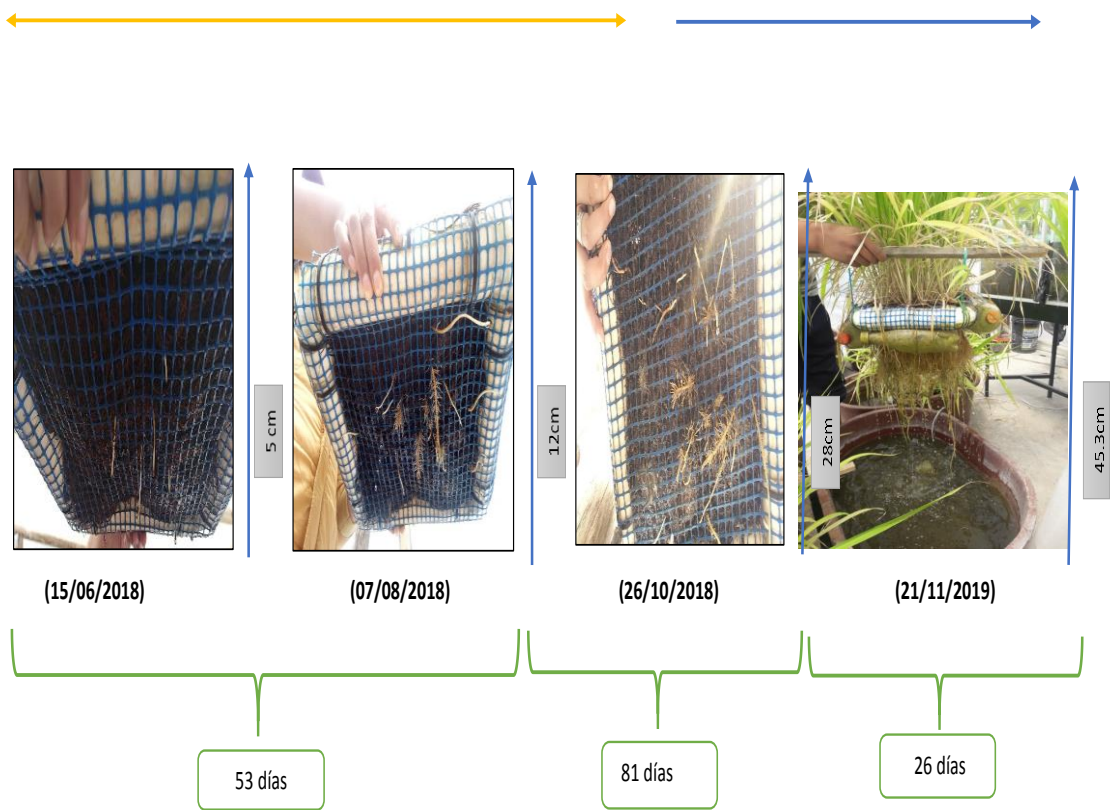 5 cm
12cm
28cm
45.3cm
(15/06/2018)
(07/08/2018)
(26/10/2018)
(21/11/2019)
53 días
81 días
26 días